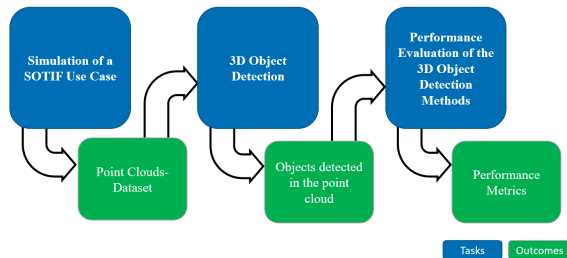 Simulation of a
SOTIF Use Case
Point Clouds-
Dataset
3D Object
Detection
Objects detected
in the point
cloud
Performance
Evaluation of the
3D Object
Detection
Methods
Performance
Metrics
Tasks
Outcomes